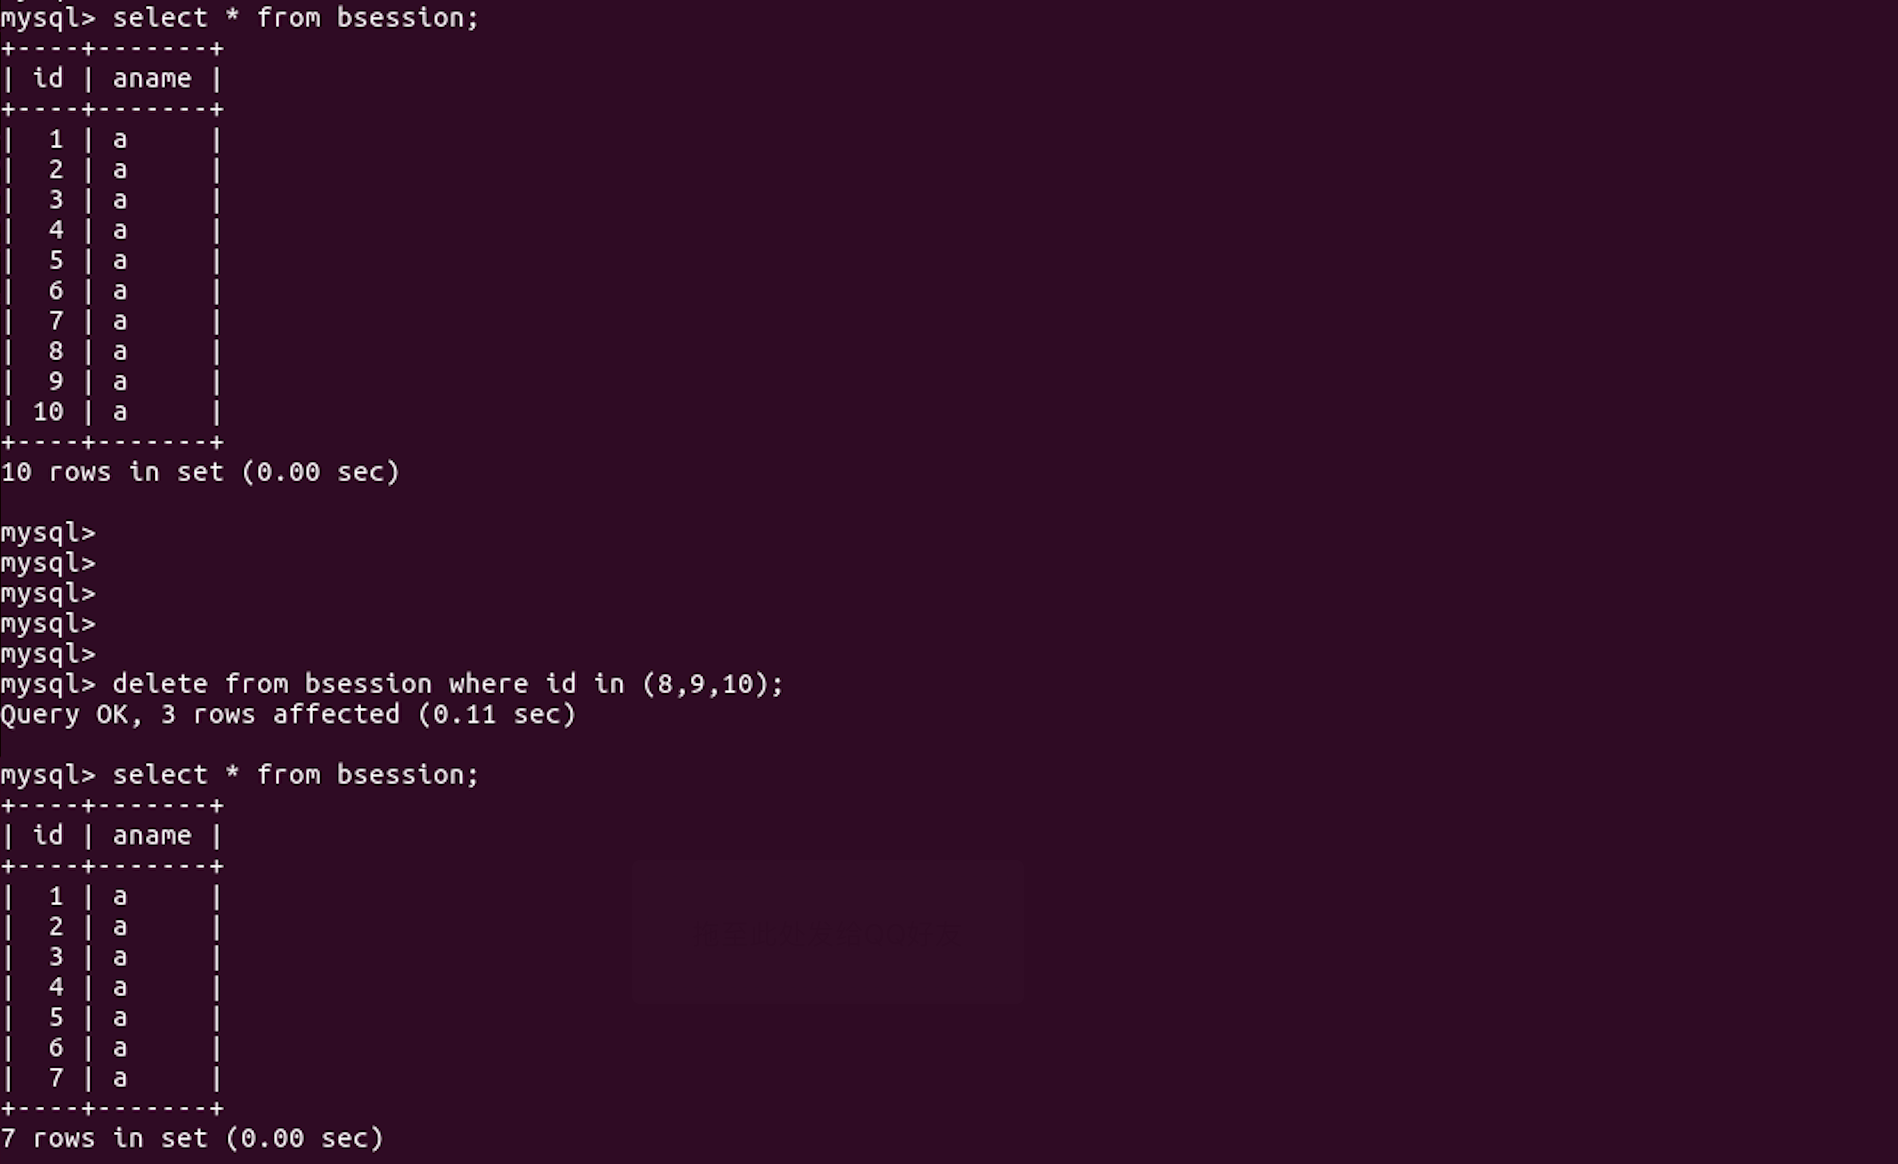 mysql> select * from bsession;
+----+-------+
| id | aname |
+----+-------+
|  1 | a     |
|  2 | a     |
|  3 | a     |
|  4 | a     |
|  5 | a     |
|  6 | a     |
|  7 | a     |
|  8 | a     |
|  9 | a     |
| 10 | a     |
+----+-------+
10 rows in set (0.00 sec)

mysql>
mysql>
mysql>
mysql>
mysql>
mysql> delete from bsession where id in (8,9,10);
Query OK, 3 rows affected (0.11 sec)

mysql> select * from bsession;
+----+-------+
| id | aname |
+----+-------+
|  1 | a     |
|  2 | a     |
|  3 | a     |
|  4 | a     |
|  5 | a     |
|  6 | a     |
|  7 | a     |
+----+-------+
7 rows in set (0.00 sec)